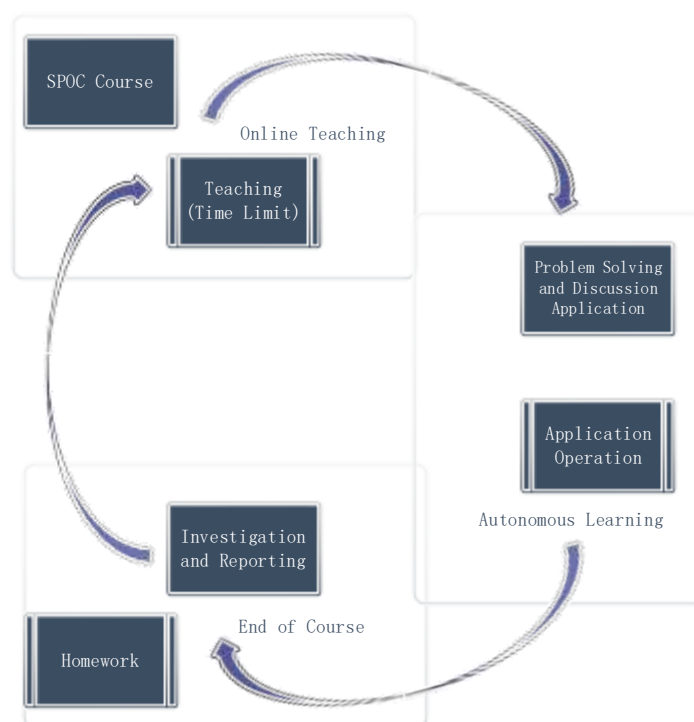 SPOC Course
Online Teaching
Teaching
(Time Limit)
Problem Solving
and Discussion
Application
Application
Operation
Autonomous Learning
Investigation
and Reporting
End of Course
Homework